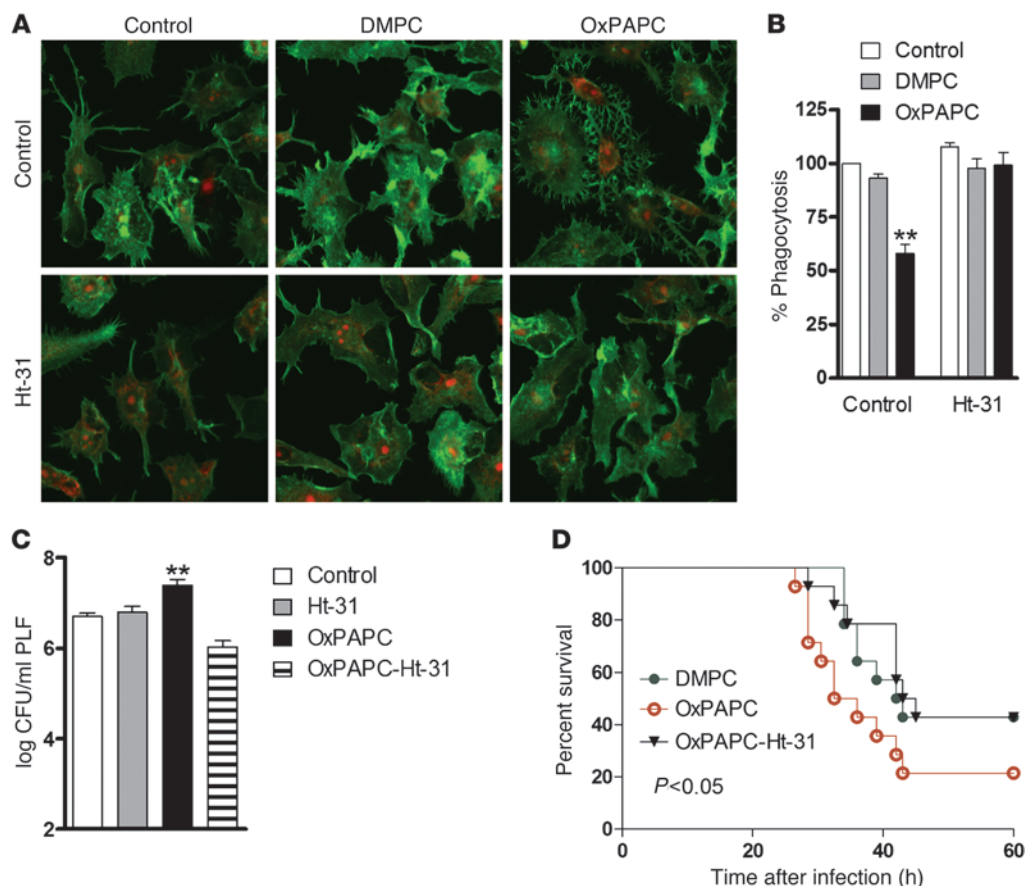 A
Control
DMPC
OxPAPC
Control
Ht-31
B
Control
DMPC
OxPAPC
% Phagocytosis
125
100
75
50
25
0
**
Control
Ht-31
C
log CFU/ml PLF
8
6
4
2
**
Control
Ht-31
OxPAPC
OxPAPC-Ht-31
D
Percent survival
100
80
60
40
20
0
DMPC
OxPAPC
OxPAPC-Ht-31
P<0.05
0
20
40
60
Time after infection (h)